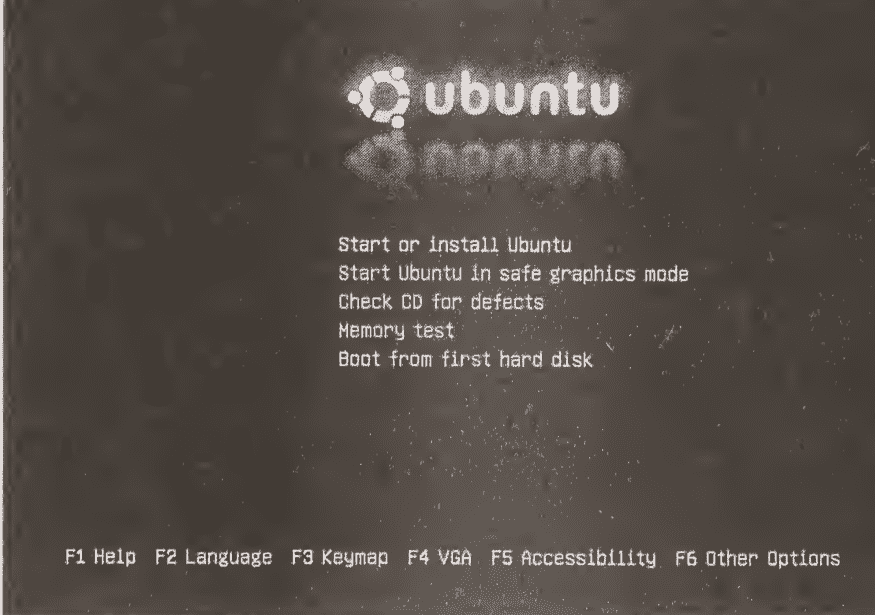 ubuntu
Start or install Ubuntu
Start Ubuntu in safe graphics mode
Check CD for defects
Memory test
Boot from first hard disk
F1 Help F2 Language F3 Keymap F4 VGA F5 Accessibility F6 Other Options